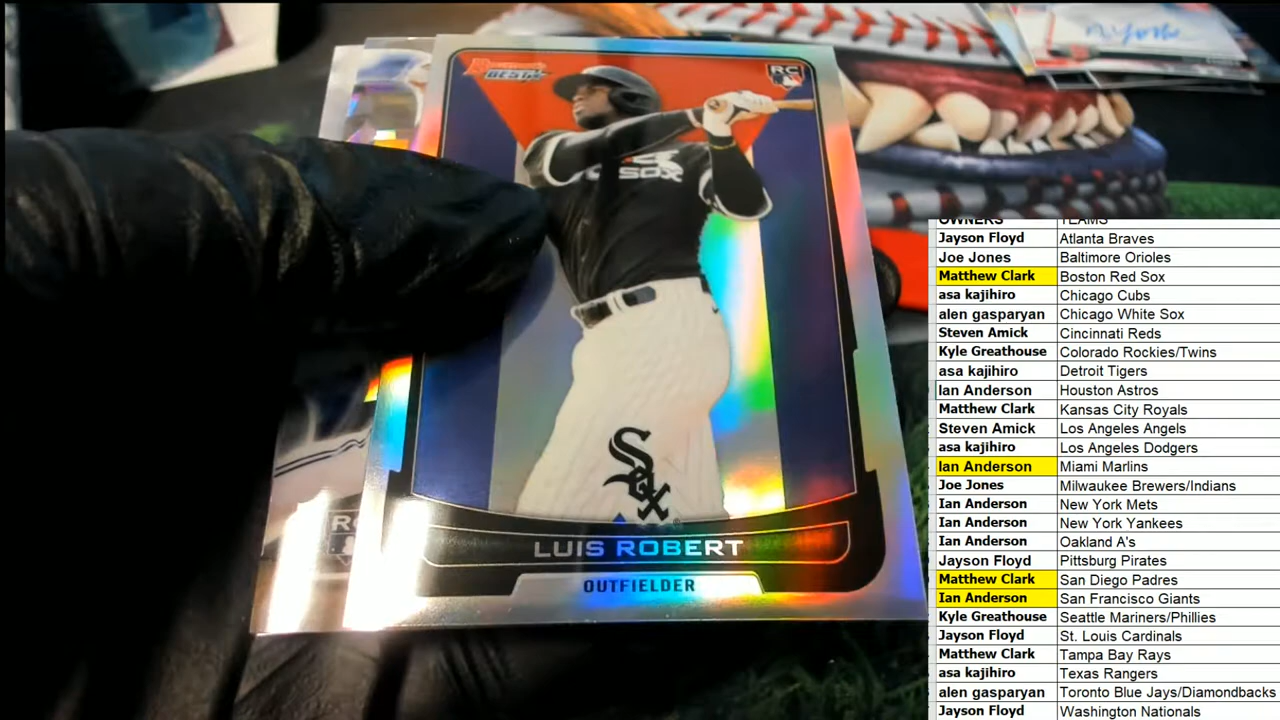 Bowman's
BEST
RC
SOX
Sox
LUIS ROBERT
OUTFIELDER
OWNERS TEAMS
Jayson Floyd Atlanta Braves
Joe Jones Baltimore Orioles
Matthew Clark Boston Red Sox
asa kajihiro Chicago Cubs
alen gasparyan Chicago White Sox
Steven Amick Cincinnati Reds
Kyle Greathouse Colorado Rockies/Twins
asa kajihiro Detroit Tigers
Ian Anderson Houston Astros
Matthew Clark Kansas City Royals
Steven Amick Los Angeles Angels
asa kajihiro Los Angeles Dodgers
Ian Anderson Miami Marlins
Joe Jones Milwaukee Brewers/Indians
Ian Anderson New York Mets
Ian Anderson New York Yankees
Ian Anderson Oakland A's
Jayson Floyd Pittsburg Pirates
Matthew Clark San Diego Padres
Ian Anderson San Francisco Giants
Kyle Greathouse Seattle Mariners/Phillies
Jayson Floyd St. Louis Cardinals
Matthew Clark Tampa Bay Rays
asa kajihiro Texas Rangers
alen gasparyan Toronto Blue Jays/Diamondbacks
Jayson Floyd Washington Nationals